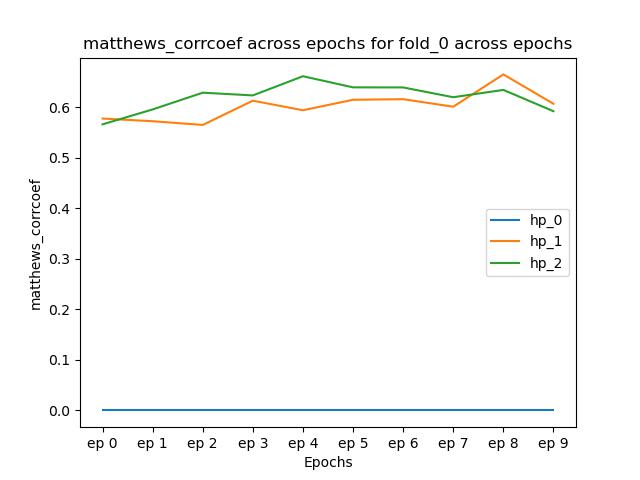 matthews_corrcoef across epochs for fold_0 across epochs
matthews_corrcoef
0.6
0.5
0.4
0.3
0.2
0.1
0.0
hp_0
hp_1
hp_2
ep 0 ep 1 ep 2 ep 3 ep 4 ep 5 ep 6 ep 7 ep 8 ep 9
Epochs